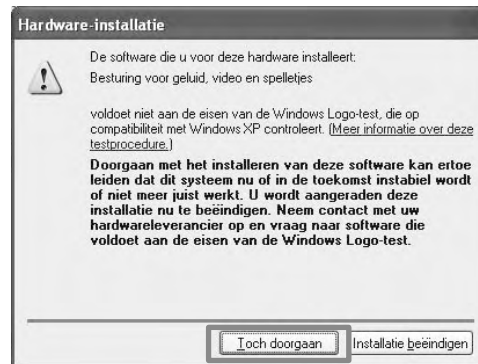 Hardware-installatie
De software die u voor deze hardware installeert:
Besturing voor geluid, video en spelletjes
voldoet niet aan de eisen van de Windows Logo-test, die op
compatibiliteit met Windows XP controleert. (Meer informatie over deze
testprocedure.)
Doorgaan met het installeren van deze software kan ertoe
leiden dat dit systeem nu of in de toekomst instabiel wordt
of niet meer juist werkt. U wordt aangeraden deze
installatie nu te beëindigen. Neem contact met uw
hardwareleverancier op en vraag naar software die
voldoet aan de eisen van de Windows Logo-test.
Toch doorgaan Installatie beëindigen